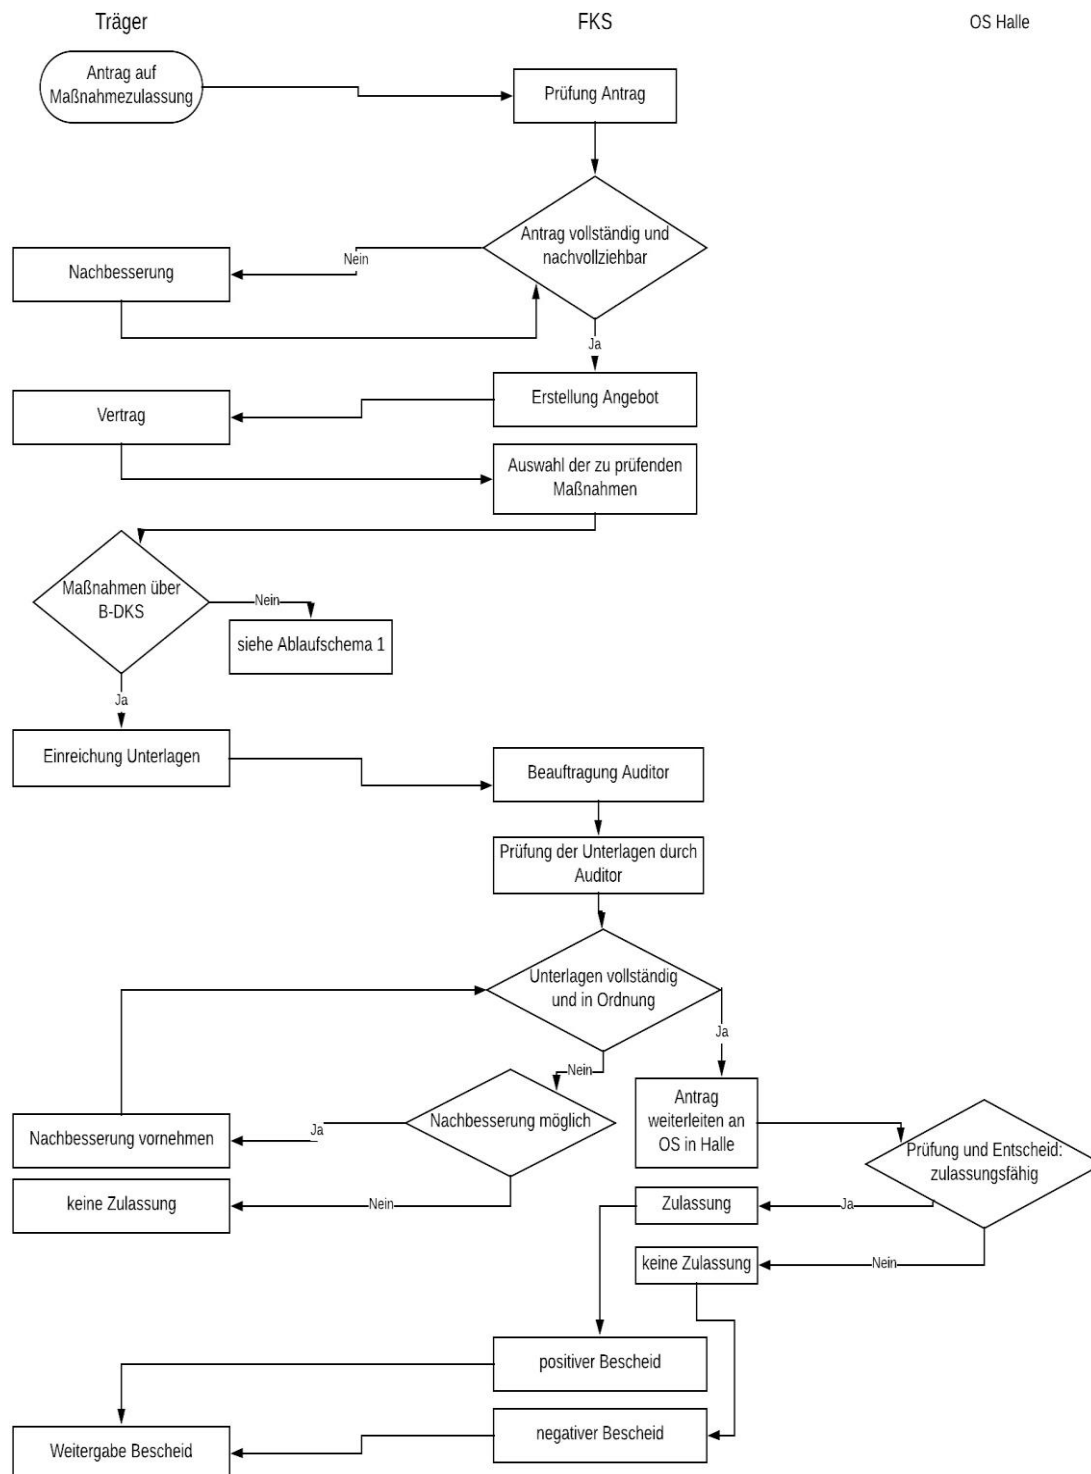 Träger
FKS
OS Halle
Antrag auf
Maßnahmezulassung
Prüfung Antrag
Antrag vollständig und
nachvollziehbar
Nein
Nachbesserung
Ja
Erstellung Angebot
Vertrag
Auswahl der zu prüfenden
Maßnahmen
Maßnahmen über
B-DKS
Nein
siehe Ablaufschema 1
Ja
Einreichung Unterlagen
Beauftragung Auditor
Prüfung der Unterlagen durch
Auditor
Unterlagen vollständig
und in Ordnung
Ja
Nein
Nachbesserung möglich
Antrag
weiterleiten an
OS in Halle
Ja
Nachbesserung vornehmen
Prüfung und Entscheid:
zulassungsfähig
keine Zulassung
Nein
Zulassung
Ja
keine Zulassung
Nein
positiver Bescheid
negativer Bescheid
Weitergabe Bescheid